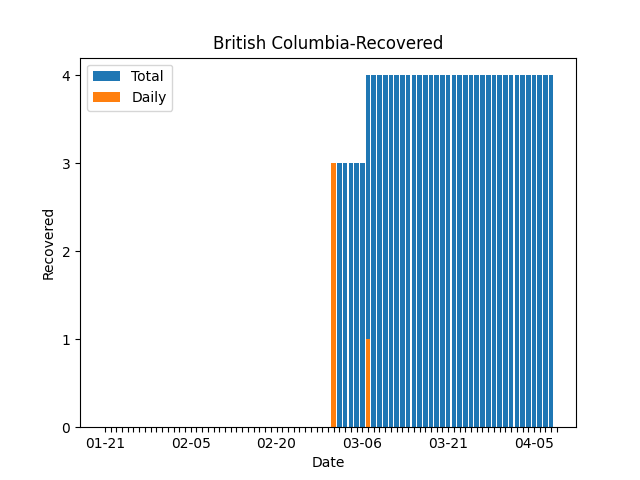 British Columbia-Recovered
Total
Daily
Recovered
4
3
2
1
0
01-21 02-05 02-20 03-06 03-21 04-05
Date